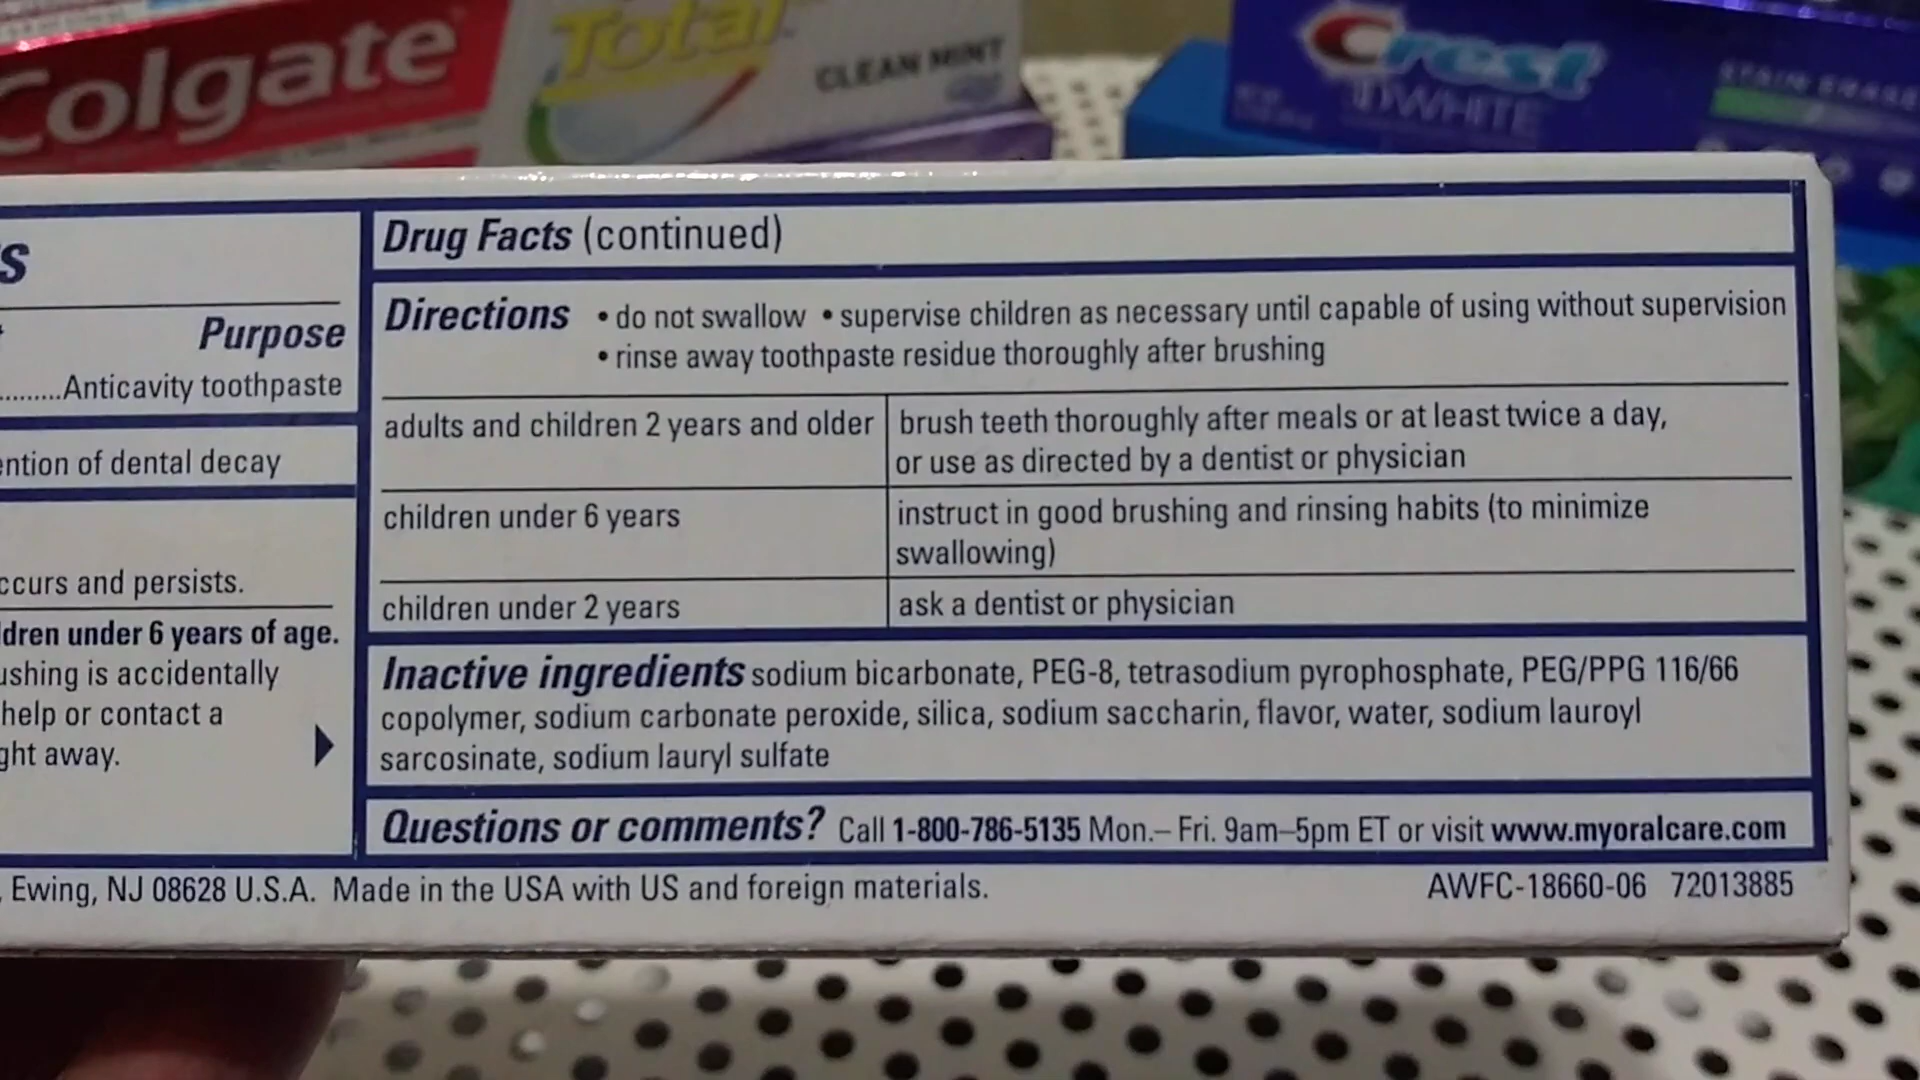 Colgate
Total
CLEAN MINT
Crest
3DWHITE
Purpose
Anticavity toothpaste
of dental decay
and persists.
under 6 years of age.
is accidentally
help or contact a
away.
Drug Facts (continued)
Directions • do not swallow • supervise children as necessary until capable of using without supervision
• rinse away toothpaste residue thoroughly after brushing
adults and children 2 years and older
brush teeth thoroughly after meals or at least twice a day,
or use as directed by a dentist or physician
children under 6 years
instruct in good brushing and rinsing habits (to minimize
swallowing)
children under 2 years
ask a dentist or physician
Inactive ingredients sodium bicarbonate, PEG-8, tetrasodium pyrophosphate, PEG/PPG 116/66
copolymer, sodium carbonate peroxide, silica, sodium saccharin, flavor, water, sodium lauroyl
sarcosinate, sodium lauryl sulfate
Questions or comments? Call 1-800-786-5135 Mon.– Fri. 9am–5pm ET or visit www.myoralcare.com
, Ewing, NJ 08628 U.S.A. Made in the USA with US and foreign materials.
AWFC-18660-06 72013885